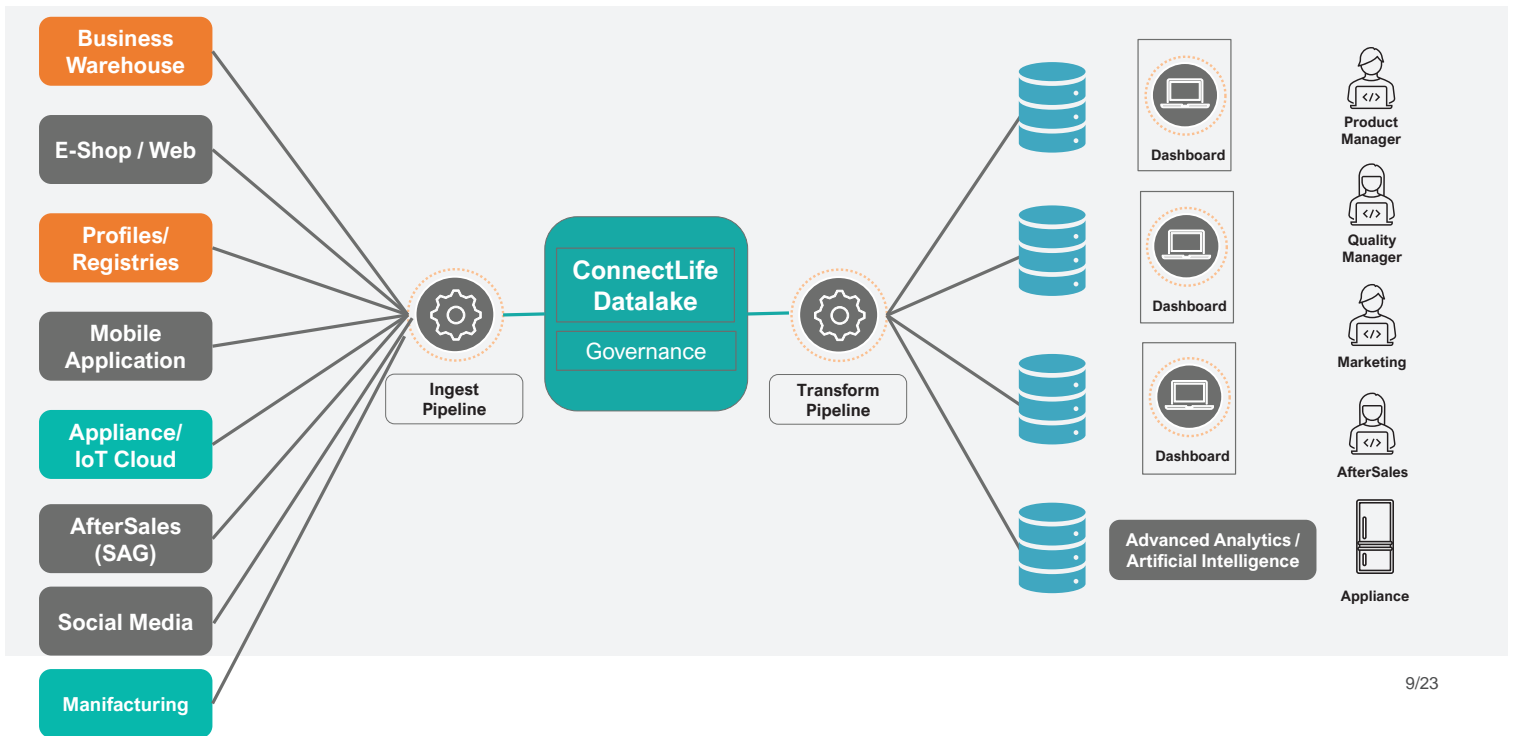 Business
Warehouse
E-Shop / Web
Profiles/
Registries
Mobile
Application
Appliance/
IoT Cloud
AfterSales
(SAG)
Social Media
Manifacturing
Ingest
Pipeline
ConnectLife
Datalake
Governance
Transform
Pipeline
Dashboard
Dashboard
Dashboard
Advanced Analytics /
Artificial Intelligence
</>
Product
Manager
</>
Quality
Manager
</>
Marketing
</>
AfterSales
Appliance
9/23